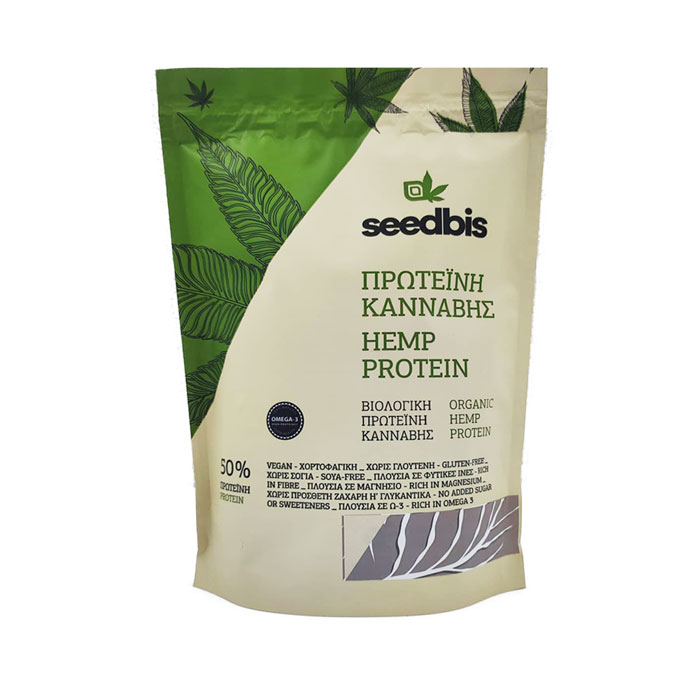 seedbis
ΠΡΩΤΕΪΝΗ
ΚΑΝΝΑΒΗΣ
HEMP
PROTEIN
ΒΙΟΛΟΓΙΚΗ
ΠΡΩΤΕΪΝΗ
ΚΑΝΝΑΒΗΣ
ORGANIC
HEMP
PROTEIN
OMEGA-3
50%
ΠΡΩΤΕΪΝΗ
PROTEIN
VEGAN - ΧΟΡΤΟΦΑΓΙΚΗ _ ΧΩΡΙΣ ΓΛΟΥΤΕΝΗ - GLUTEN-FREE _
ΧΩΡΙΣ ΣΟΓΙΑ - SOYA-FREE _ ΠΛΟΥΣΙΑ ΣΕ ΦΥΤΙΚΕΣ ΙΝΕΣ - RICH
IN FIBRE _ ΠΛΟΥΣΙΑ ΣΕ ΜΑΓΝΗΣΙΟ - RICH IN MAGNESIUM _
ΧΩΡΙΣ ΠΡΟΣΘΕΤΗ ΖΑΧΑΡΗ Η' ΓΛΥΚΑΝΤΙΚΑ - NO ADDED SUGAR
OR SWEETENERS _ ΠΛΟΥΣΙΑ ΣΕ Ω-3 - RICH IN OMEGA 3